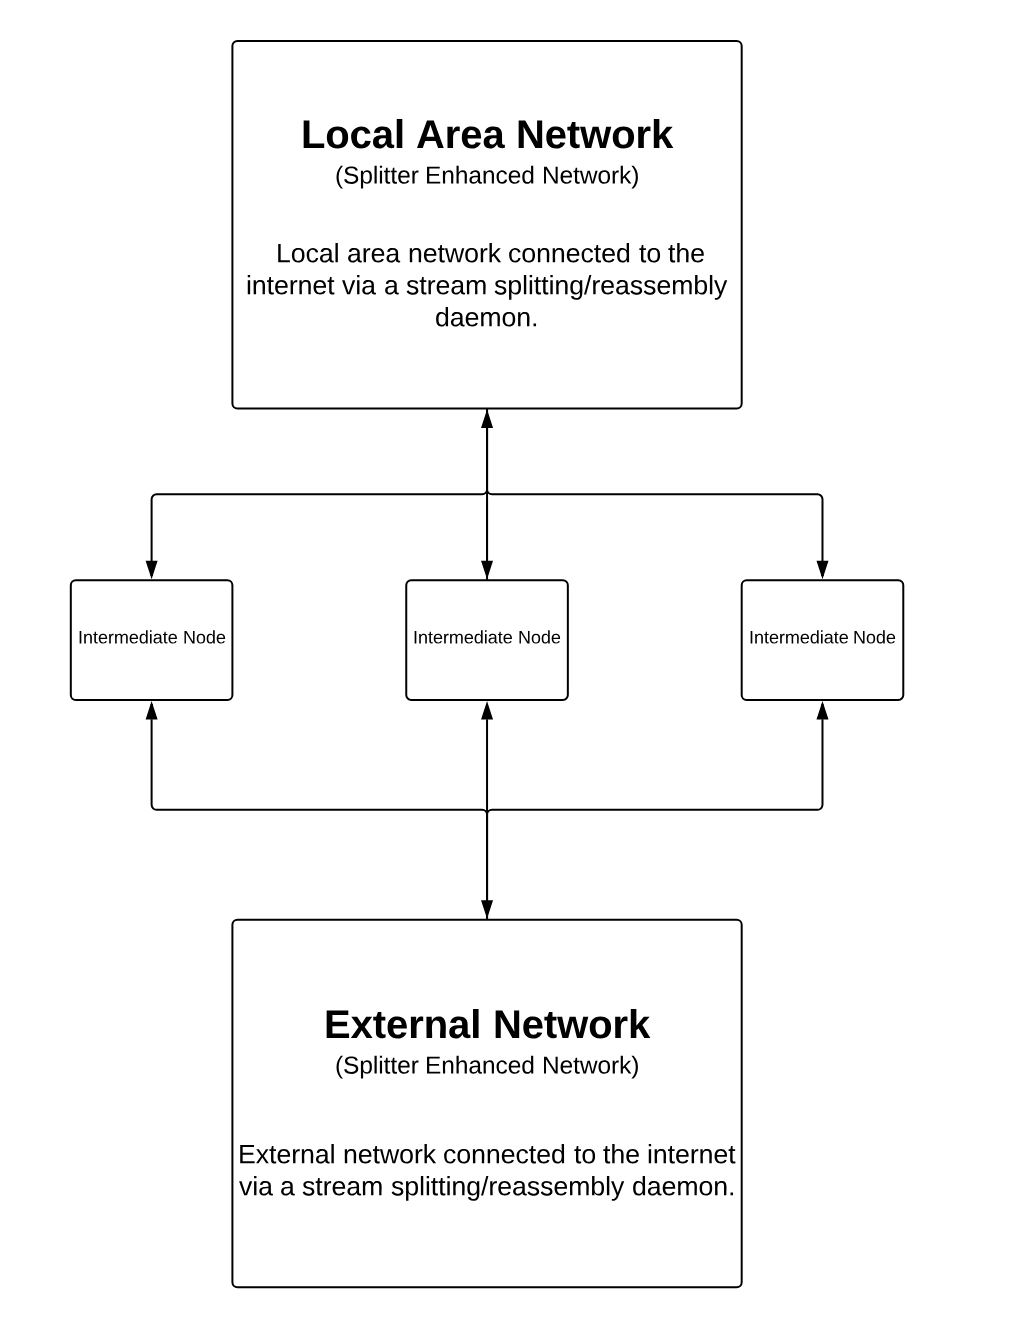 Local Area Network
(Splitter Enhanced Network)
Local area network connected to the
internet via a stream splitting/reassembly
daemon.
Intermediate Node
Intermediate Node
Intermediate Node
External Network
(Splitter Enhanced Network)
External network connected to the internet
via a stream splitting/reassembly daemon.